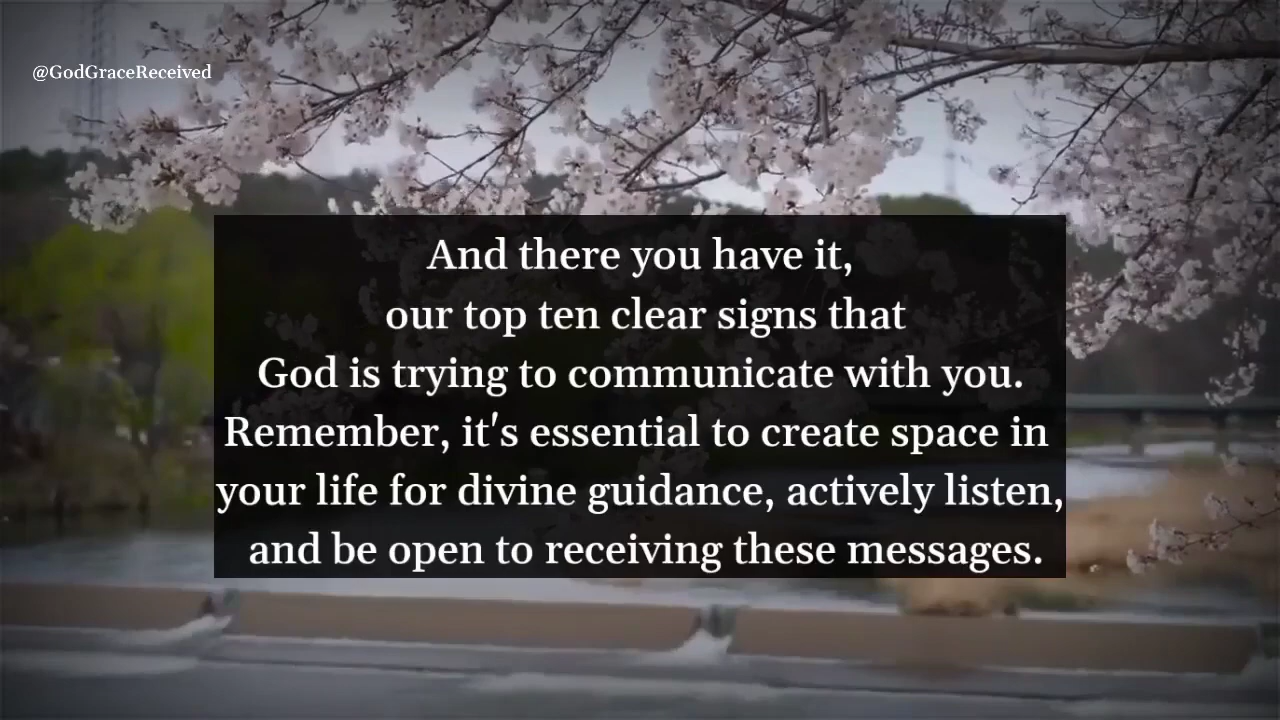 @GodGraceReceived
And there you have it,
our top ten clear signs that
God is trying to communicate with you.
Remember, it's essential to create space in
your life for divine guidance, actively listen,
and be open to receiving these messages.